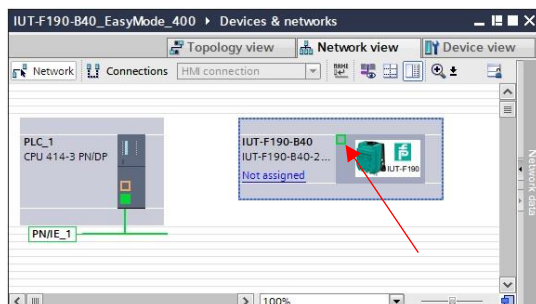 IUT-F190-B40_EasyMode_400 ▸ Devices & networks
Topology view Network view Device view
Network Connections HMI connection
PLC_1
CPU 414-3 PN/DP
IUT-F190-B40
IUT-F190-B40-2...
Not assigned
IUT-F190
PN/IE_1
Network data
100%